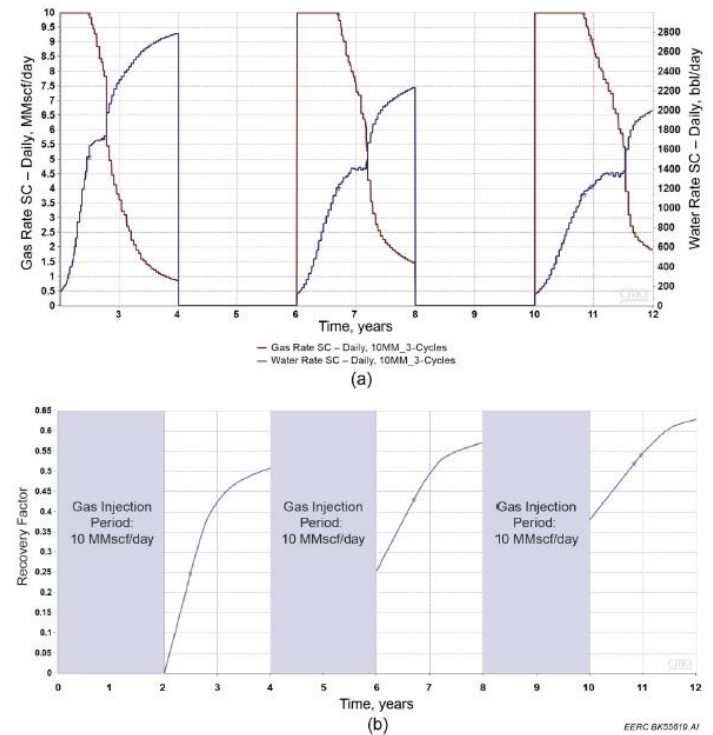 10
9.5
9
8.5
8
7.5
7
6.5
6
5.5
5
4.5
4
3.5
3
2.5
2
1.5
1
0.5
Gas Rate SC – Daily, MMscf/day
2800
2600
2400
2200
2000
1800
1600
1400
1200
1000
800
600
400
200
0
Water Rate SC – Daily, bbl/day
3 4 5 6 7 8 9 10 11 12
Time, years
CMG
Gas Rate SC – Daily, 10MM_3-Cycles
Water Rate SC – Daily, 10MM_3-Cycles
(a)
0.65
0.6
0.55
0.5
0.45
0.4
0.35
0.3
0.25
0.2
0.15
0.1
0.05
0
Recovery Factor
Gas Injection
Period:
10 MMscf/day
Gas Injection
Period:
10 MMscf/day
Gas Injection
Period:
10 MMscf/day
CMG
0 1 2 3 4 5 6 7 8 9 10 11 12
Time, years
(b)
EERC BK55619.AI